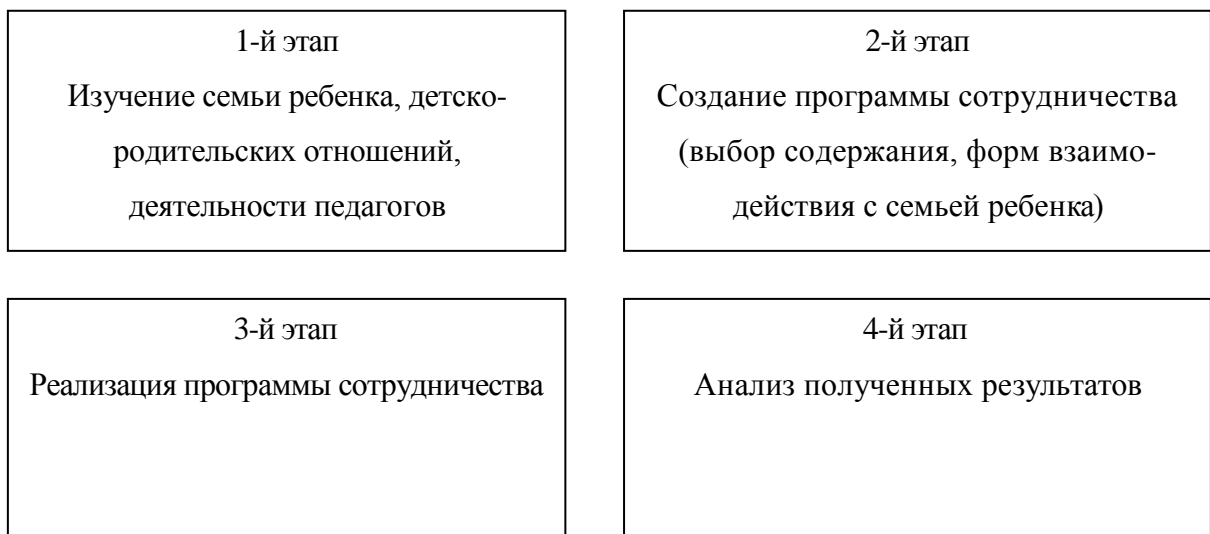 1-й этап
Изучение семьи ребенка, детско-
родительских отношений,
деятельности педагогов
2-й этап
Создание программы сотрудничества
(выбор содержания, форм взаимо-
действия с семьей ребенка)
3-й этап
Реализация программы сотрудничества
4-й этап
Анализ полученных результатов